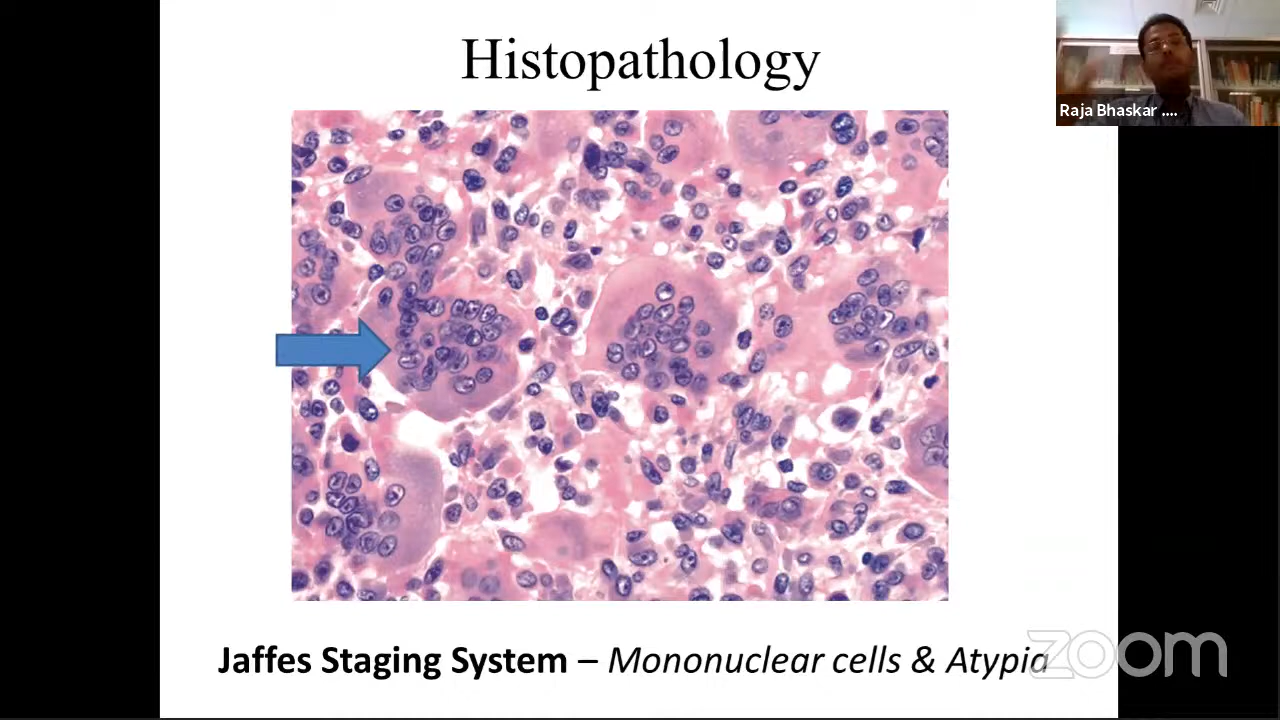 Histopathology
Raja Bhaskar ....
Jaffes Staging System – Mononuclear cells & Atypia
zoom